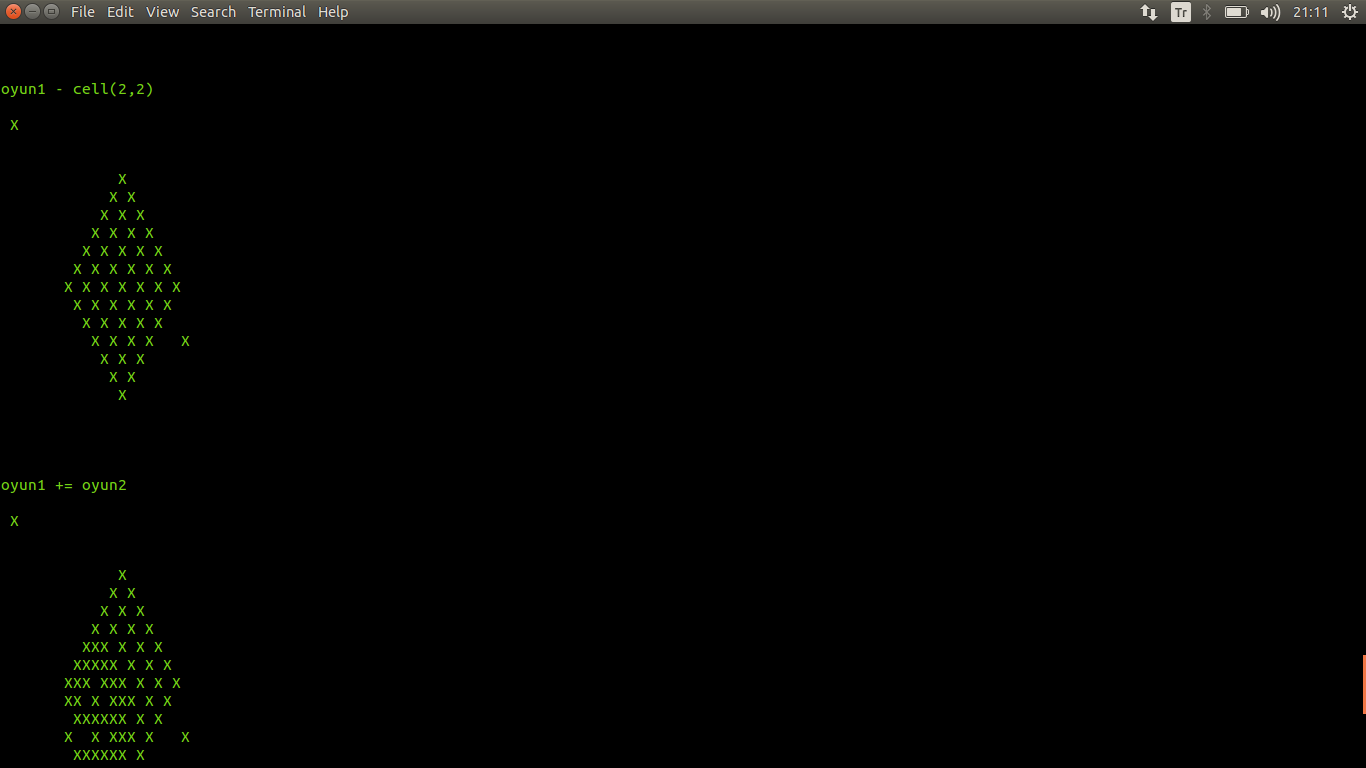 File Edit View Search Terminal Help Tr 21:11
oyun1 - cell(2,2)
 X
             X
            X X
           X X X
          X X X X
         X X X X X
        X X X X X X
       X X X X X X X
        X X X X X X
         X X X X X
          X X X X   X
           X X X
            X X
             X
oyun1 += oyun2
 X
             X
            X X
           X X X
          X X X X
         XXX X X X
        XXXXX X X X
       XXX XXX X X X
       XX X XXX X X
        XXXXXX X X
       X  X XXX X   X
        XXXXXX X